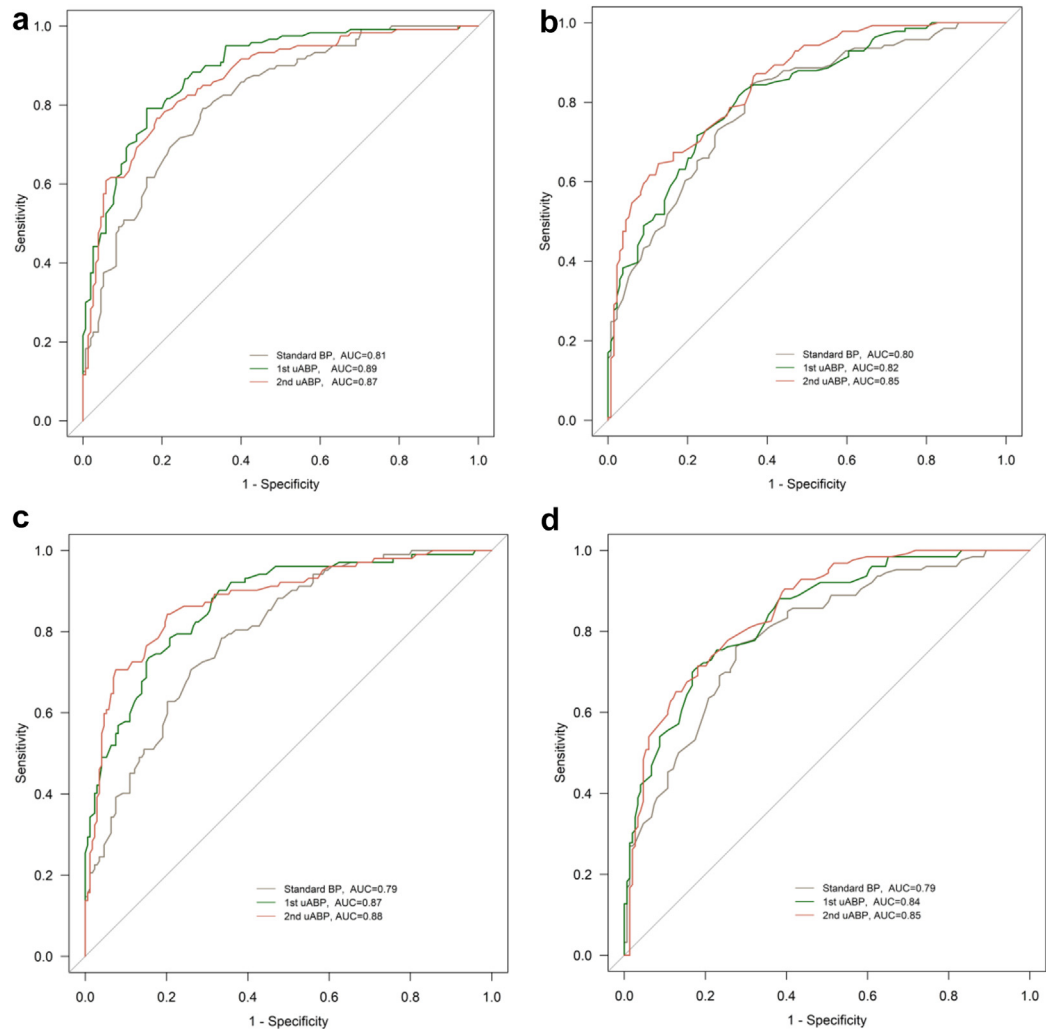 a
1.0
0.8
0.6
0.4
0.2
0.0
Sensitivity
Standard BP, AUC=0.81
1st uABP, AUC=0.89
2nd uABP, AUC=0.87
0.0 0.2 0.4 0.6 0.8 1.0
1 - Specificity
b
1.0
0.8
0.6
0.4
0.2
0.0
Sensitivity
Standard BP, AUC=0.80
1st uABP, AUC=0.82
2nd uABP, AUC=0.85
0.0 0.2 0.4 0.6 0.8 1.0
1 - Specificity
c
1.0
0.8
0.6
0.4
0.2
0.0
Sensitivity
Standard BP, AUC=0.79
1st uABP, AUC=0.87
2nd uABP, AUC=0.88
0.0 0.2 0.4 0.6 0.8 1.0
1 - Specificity
d
1.0
0.8
0.6
0.4
0.2
0.0
Sensitivity
Standard BP, AUC=0.79
1st uABP, AUC=0.84
2nd uABP, AUC=0.85
0.0 0.2 0.4 0.6 0.8 1.0
1 - Specificity